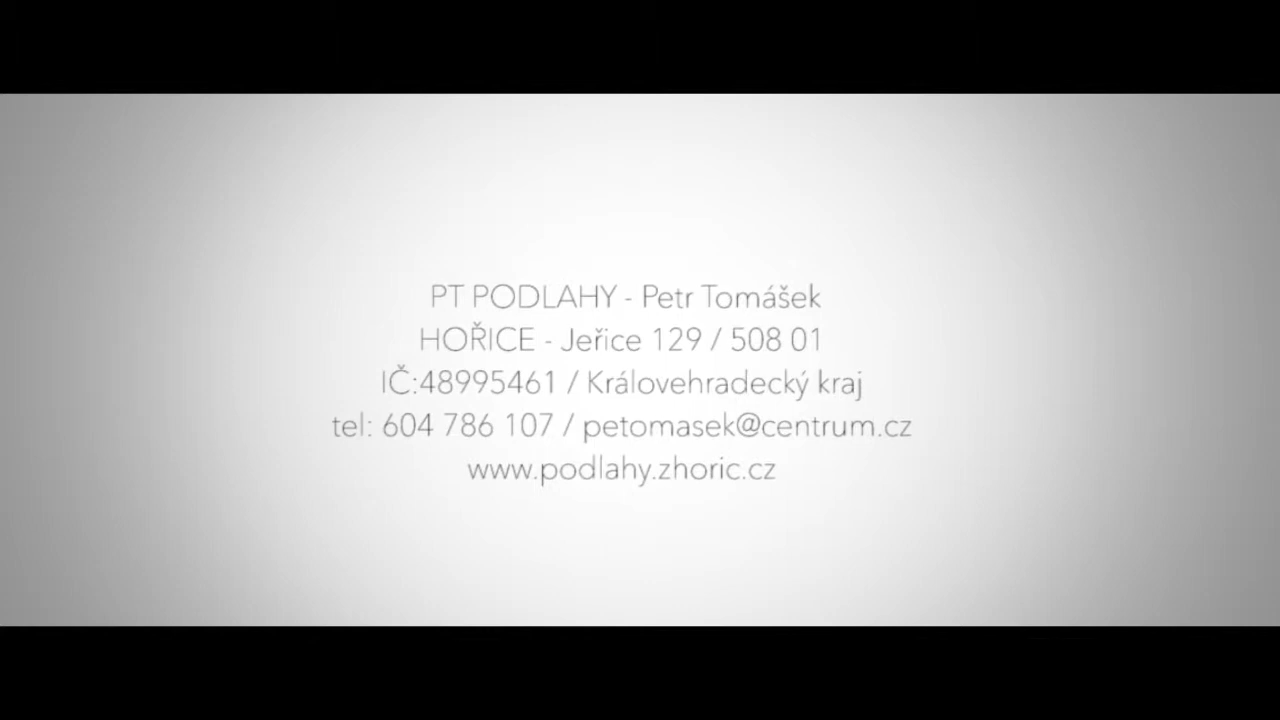 PT PODLAHY - Petr Tomášek
HOŘICE - Jeřice 129 / 508 01
IČ:48995461 / Královehradecký kraj
tel: 604 786 107 / petomasek@centrum.cz
www.podlahy.zhoric.cz